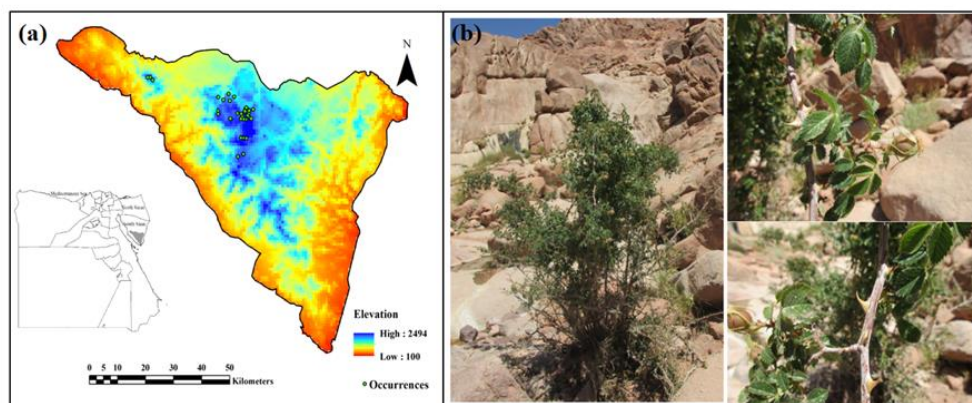 (a)
N
Mediterranean Sea
North Sinai
South Sinai
Elevation
High : 2494
Low : 100
0 5 10 20 30 40 50
Kilometers
Occurrences
(b)